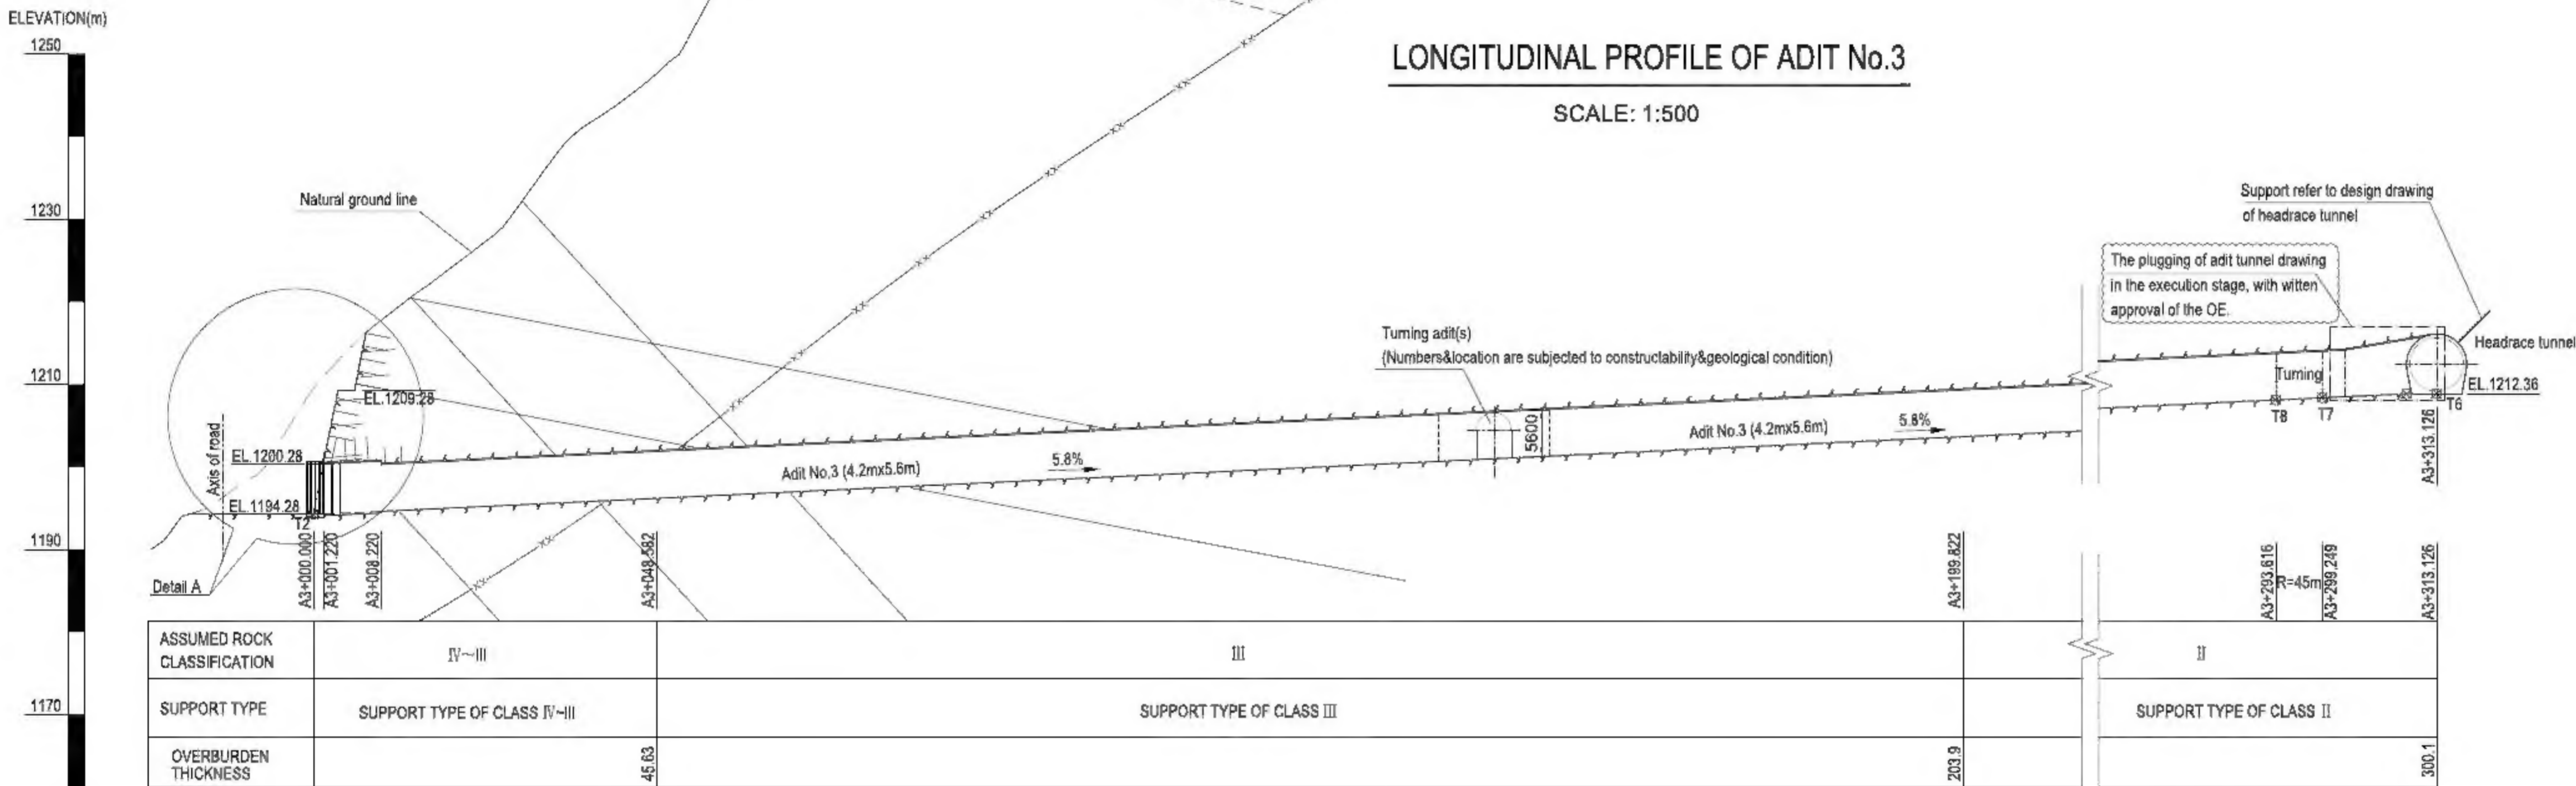 ELEVATION(m)
1250
1230
1210
1190
1170
LONGITUDINAL PROFILE OF ADIT No.3
SCALE: 1:500
Natural ground line
Support refer to design drawing
of headrace tunnel
The plugging of adit tunnel drawing
in the execution stage, with witten
approval of the OE.
Turning adit(s)
(Numbers&location are subjected to constructability&geological condition)
Headrace tunnel
EL.1212.36
Turning
T8
T7
T6
A3+313.126
EL.1209.28
Axis of road
EL.1200.28
EL.1194.28
T2
Adit No.3 (4.2mx5.6m)
5.8%
5600
Adit No.3 (4.2mx5.6m)
5.8%
Detail A
A3+000.000
A3+001.220
A3+008.220
A3+048.582
A3+199.822
A3+293.616
R=45m
A3+299.249
A3+313.126
ASSUMED ROCK
CLASSIFICATION
Ⅳ～Ⅲ
Ⅲ
Ⅱ
SUPPORT TYPE
SUPPORT TYPE OF CLASS Ⅳ~Ⅲ
SUPPORT TYPE OF CLASS Ⅲ
SUPPORT TYPE OF CLASS Ⅱ
OVERBURDEN
THICKNESS
45.63
203.9
300.1